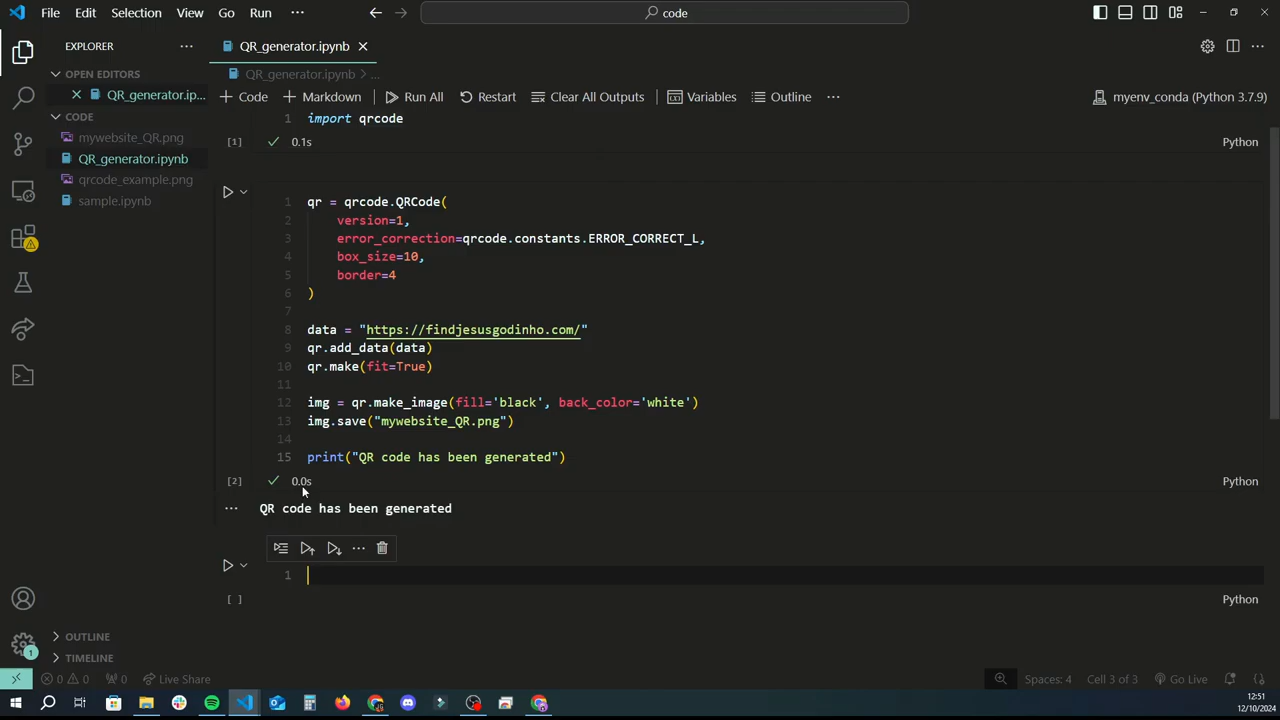 File Edit Selection View Go Run ··· code
EXPLORER ···
QR_generator.ipynb
OPEN EDITORS
QR_generator.ip...
CODE
mywebsite_QR.png
QR_generator.ipynb
qrcode_example.png
sample.ipynb
OUTLINE
TIMELINE
QR_generator.ipynb > ...
+ Code + Markdown Run All Restart Clear All Outputs Variables Outline ··· myenv_conda (Python 3.7.9)
1 import qrcode
[1] 0.1s Python
1 qr = qrcode.QRCode(
2 version=1,
3 error_correction=qrcode.constants.ERROR_CORRECT_L,
4 box_size=10,
5 border=4
6 )
7
8 data = "https://findjesusgodinho.com/"
9 qr.add_data(data)
10 qr.make(fit=True)
11
12 img = qr.make_image(fill='black', back_color='white')
13 img.save("mywebsite_QR.png")
14
15 print("QR code has been generated")
[2] 0.0s Python
QR code has been generated
1
[ ] Python
0 0 0 Live Share Spaces: 4 Cell 3 of 3 Go Live
12:51
12/10/2024